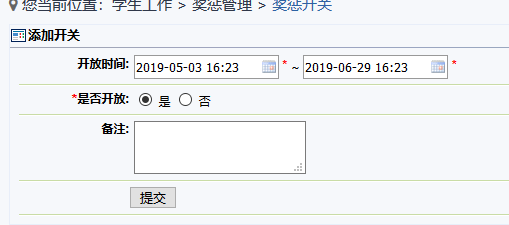 您当前位置：学生工作 > 奖惩管理 > 奖惩开关
添加开关
开放时间: 2019-05-03 16:23 * ~ 2019-06-29 16:23 *
*是否开放: 是 否
备注:
提交